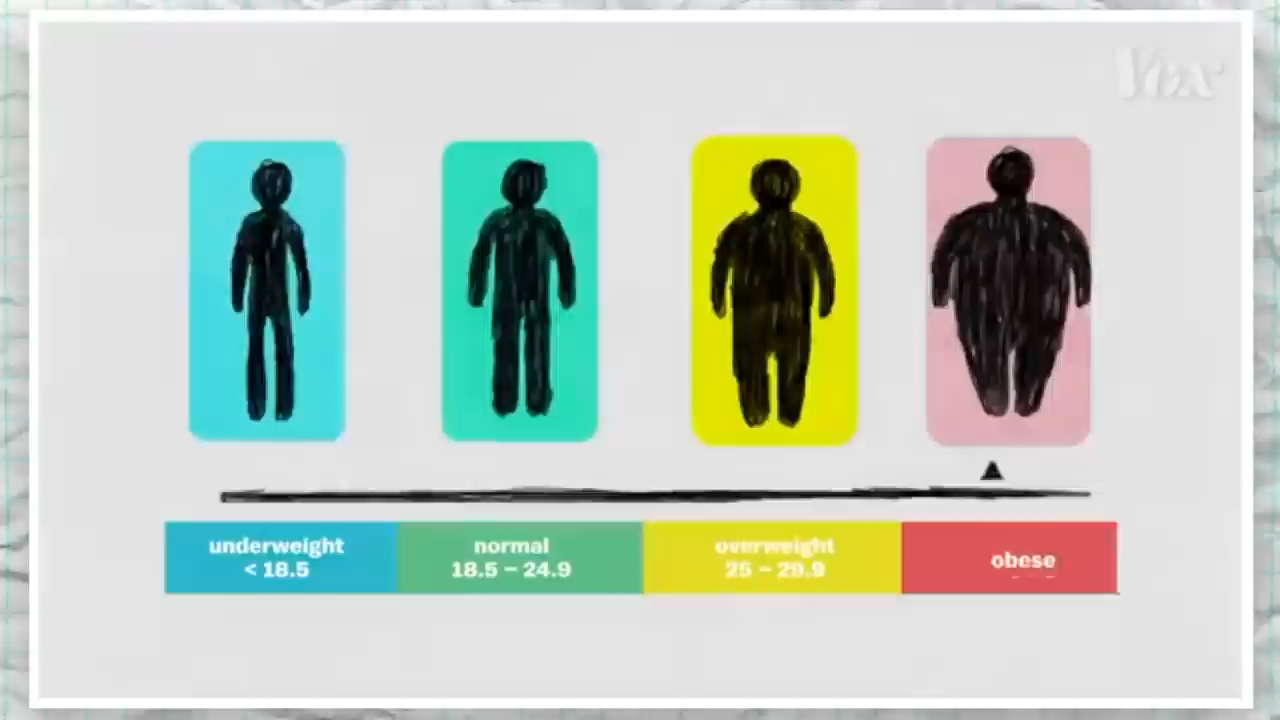 Vox
underweight
< 18.5
normal
18.5 – 24.9
overweight
25 – 29.9
obese